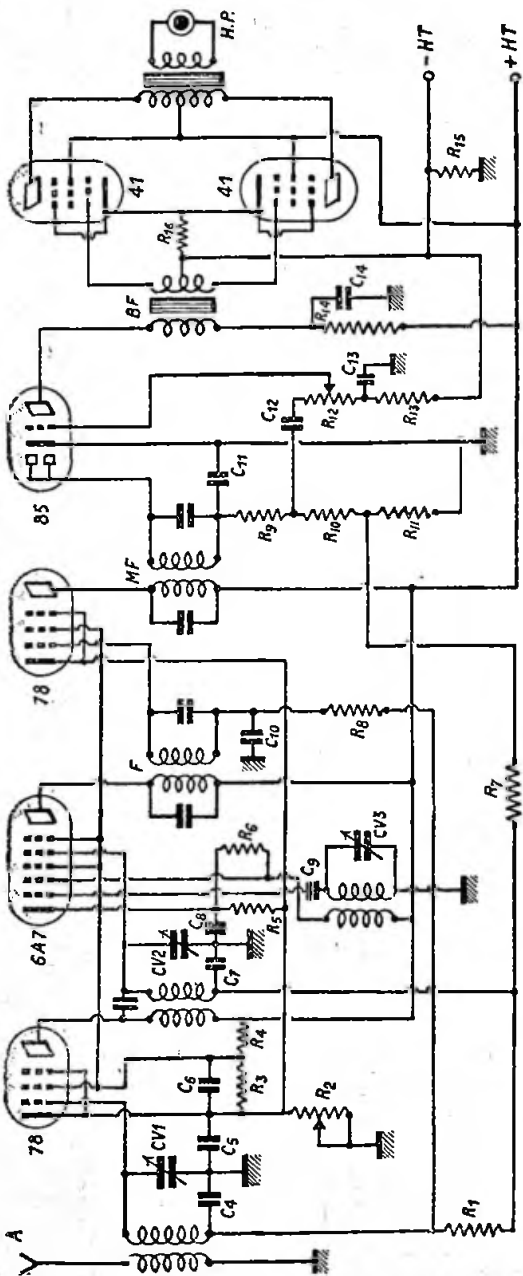 A
78
6A7
78
85
41
41
H.P.
F
MF
BF
CV1
CV2
CV3
C4
C5
C6
C7
C8
C9
C10
C11
C12
C13
C14
R1
R2
R3
R4
R5
R6
R7
R8
R9
R10
R11
R12
R13
R14
R15
R16
- HT
+ HT